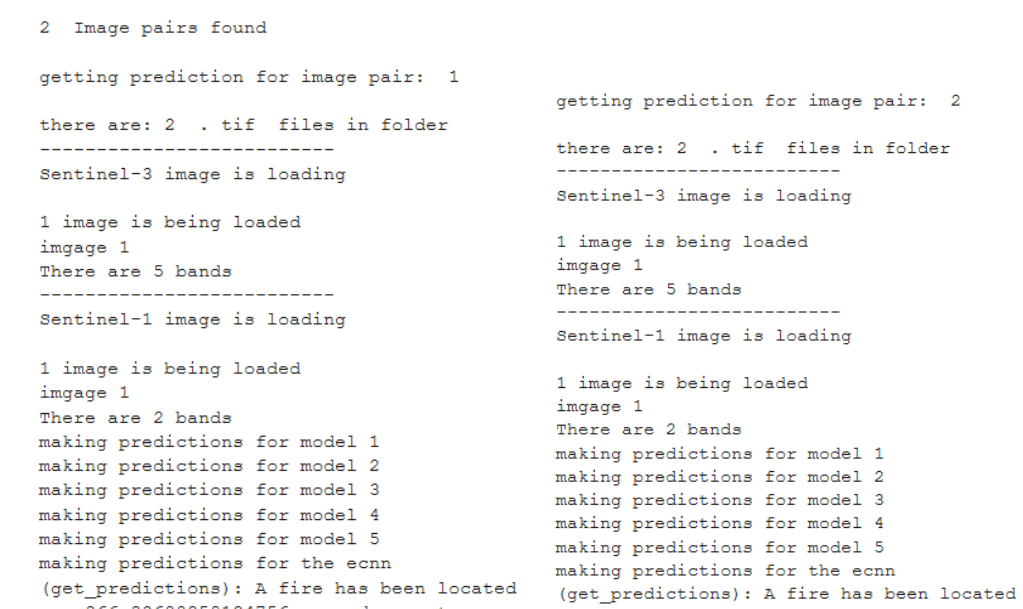 2  Image pairs found
getting prediction for image pair:  1
there are: 2  . tif  files in folder
--------------------------
Sentinel-3 image is loading
1 image is being loaded
imgage 1
There are 5 bands
--------------------------
Sentinel-1 image is loading
1 image is being loaded
imgage 1
There are 2 bands
making predictions for model 1
making predictions for model 2
making predictions for model 3
making predictions for model 4
making predictions for model 5
making predictions for the ecnn
(get_predictions): A fire has been located
getting prediction for image pair:  2
there are: 2  . tif  files in folder
-------------------------
Sentinel-3 image is loading
1 image is being loaded
imgage 1
There are 5 bands
-------------------------
Sentinel-1 image is loading
1 image is being loaded
imgage 1
There are 2 bands
making predictions for model 1
making predictions for model 2
making predictions for model 3
making predictions for model 4
making predictions for model 5
making predictions for the ecnn
(get_predictions): A fire has been located